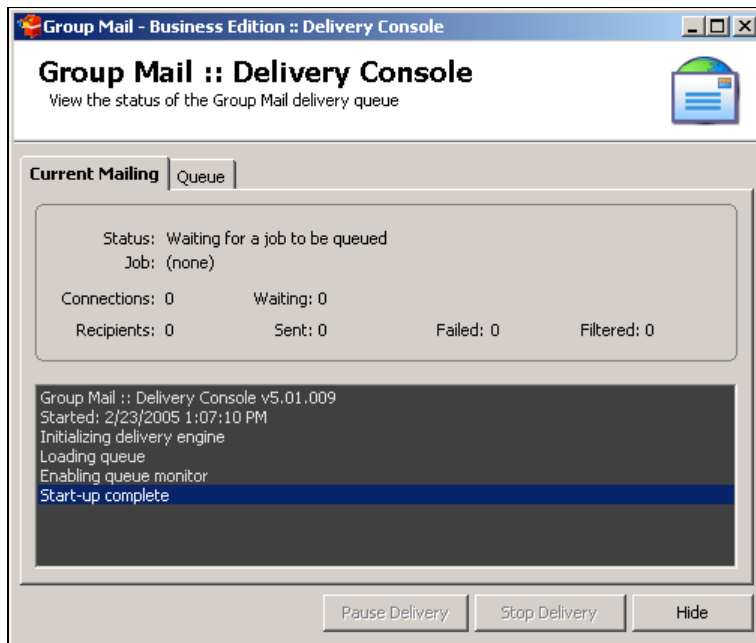 Group Mail - Business Edition :: Delivery Console
Group Mail :: Delivery Console
View the status of the Group Mail delivery queue
Current Mailing Queue
Status: Waiting for a job to be queued
Job: (none)
Connections: 0 Waiting: 0
Recipients: 0 Sent: 0 Failed: 0 Filtered: 0
Group Mail :: Delivery Console v5.01.009
Started: 2/23/2005 1:07:10 PM
Initializing delivery engine
Loading queue
Enabling queue monitor
Start-up complete
Pause Delivery Stop Delivery Hide